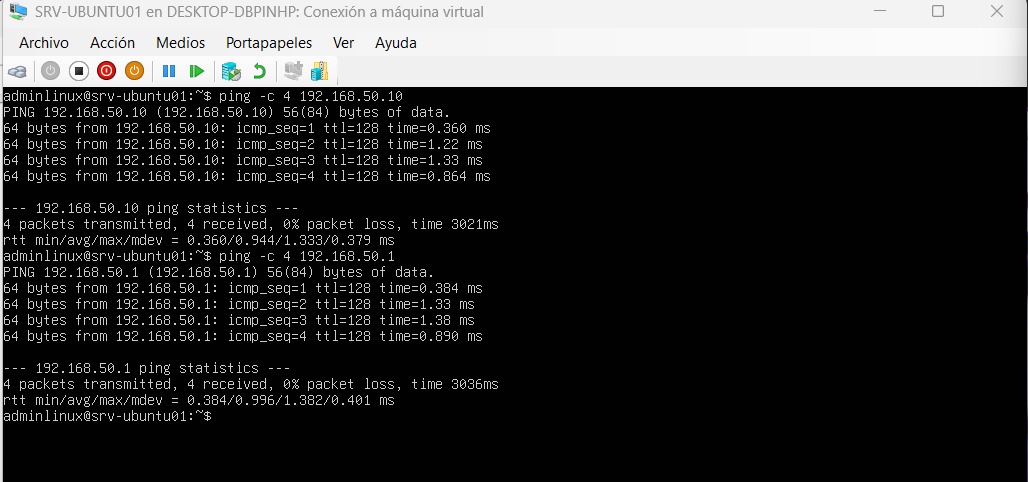 SRV-UBUNTU01 en DESKTOP-DBPINHP: Conexión a máquina virtual
Archivo Acción Medios Portapapeles Ver Ayuda
adminlinux@srv-ubuntu01:~$ ping -c 4 192.168.50.10
PING 192.168.50.10 (192.168.50.10) 56(84) bytes of data.
64 bytes from 192.168.50.10: icmp_seq=1 ttl=128 time=0.360 ms
64 bytes from 192.168.50.10: icmp_seq=2 ttl=128 time=1.22 ms
64 bytes from 192.168.50.10: icmp_seq=3 ttl=128 time=1.33 ms
64 bytes from 192.168.50.10: icmp_seq=4 ttl=128 time=0.864 ms
--- 192.168.50.10 ping statistics ---
4 packets transmitted, 4 received, 0% packet loss, time 3021ms
rtt min/avg/max/mdev = 0.360/0.944/1.333/0.379 ms
adminlinux@srv-ubuntu01:~$ ping -c 4 192.168.50.1
PING 192.168.50.1 (192.168.50.1) 56(84) bytes of data.
64 bytes from 192.168.50.1: icmp_seq=1 ttl=128 time=0.384 ms
64 bytes from 192.168.50.1: icmp_seq=2 ttl=128 time=1.33 ms
64 bytes from 192.168.50.1: icmp_seq=3 ttl=128 time=1.38 ms
64 bytes from 192.168.50.1: icmp_seq=4 ttl=128 time=0.890 ms
--- 192.168.50.1 ping statistics ---
4 packets transmitted, 4 received, 0% packet loss, time 3036ms
rtt min/avg/max/mdev = 0.384/0.996/1.382/0.401 ms
adminlinux@srv-ubuntu01:~$